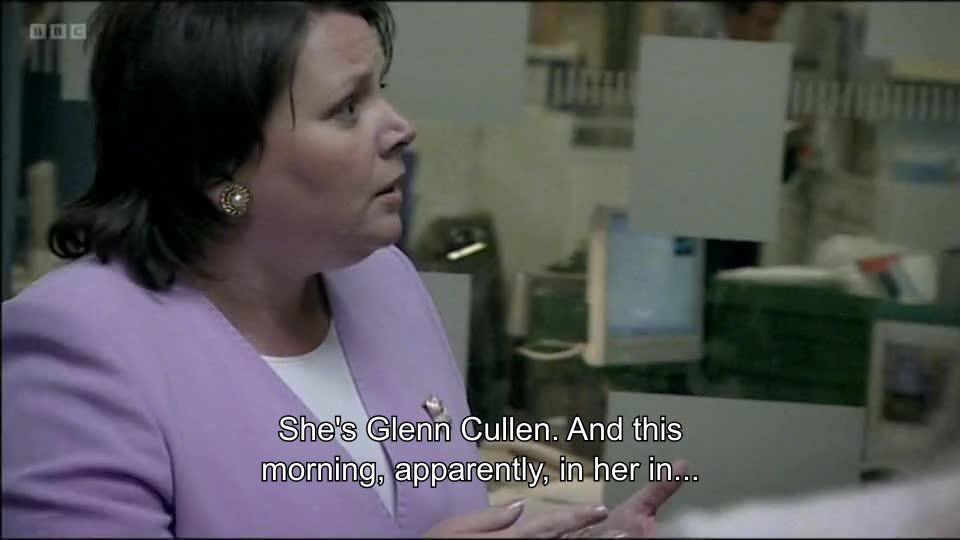 BBC
She's Glenn Cullen. And this
morning, apparently, in her in...